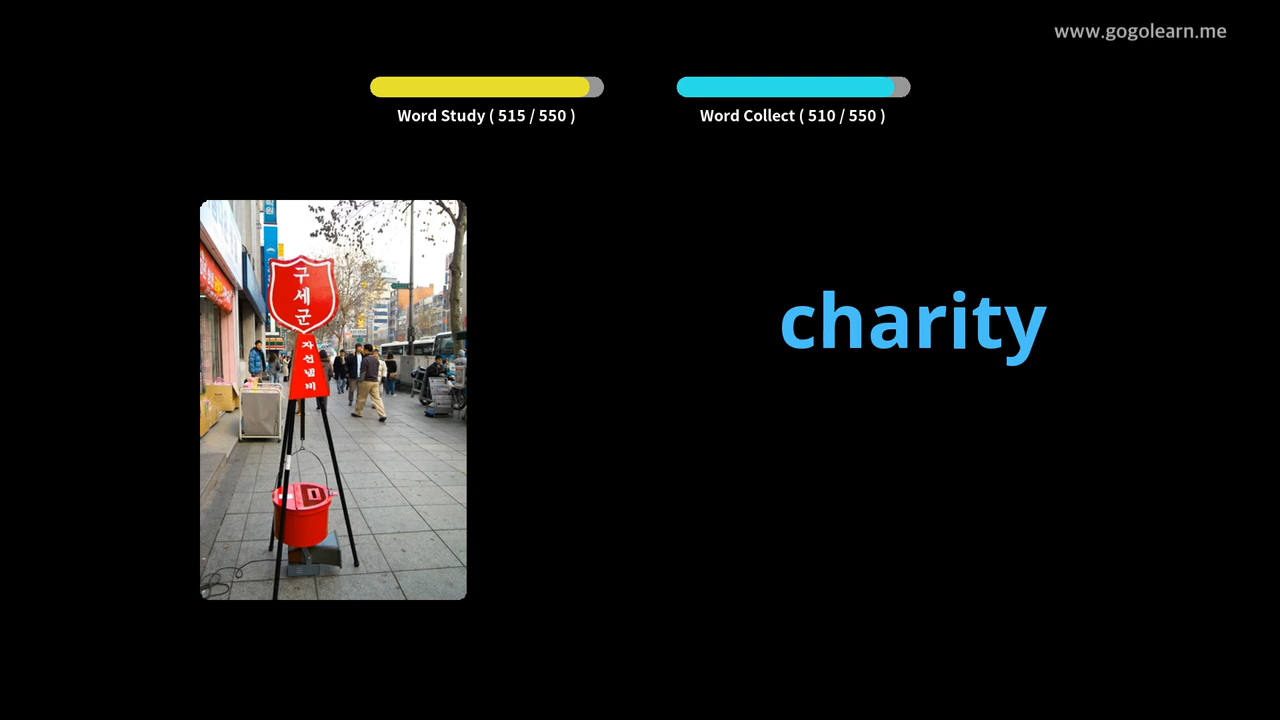 www.gogolearn.me
Word Study ( 515 / 550 )
Word Collect ( 510 / 550 )
구
세
군
자
선
냄
비
charity